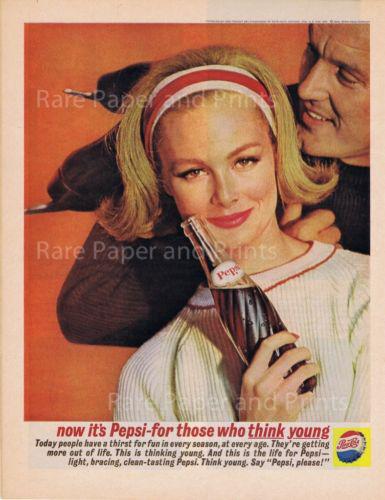 Rare Paper and Prints
Rare Paper and Prints
Pepsi
Rare Paper and Prints
now it's Pepsi-for those who think young
Today people have a thirst for fun in every season, at every age. They're getting
more out of life. This is thinking young. And this is the life for Pepsi—
light, bracing, clean-tasting Pepsi. Think young. Say "Pepsi, please!"
Pepsi-Cola